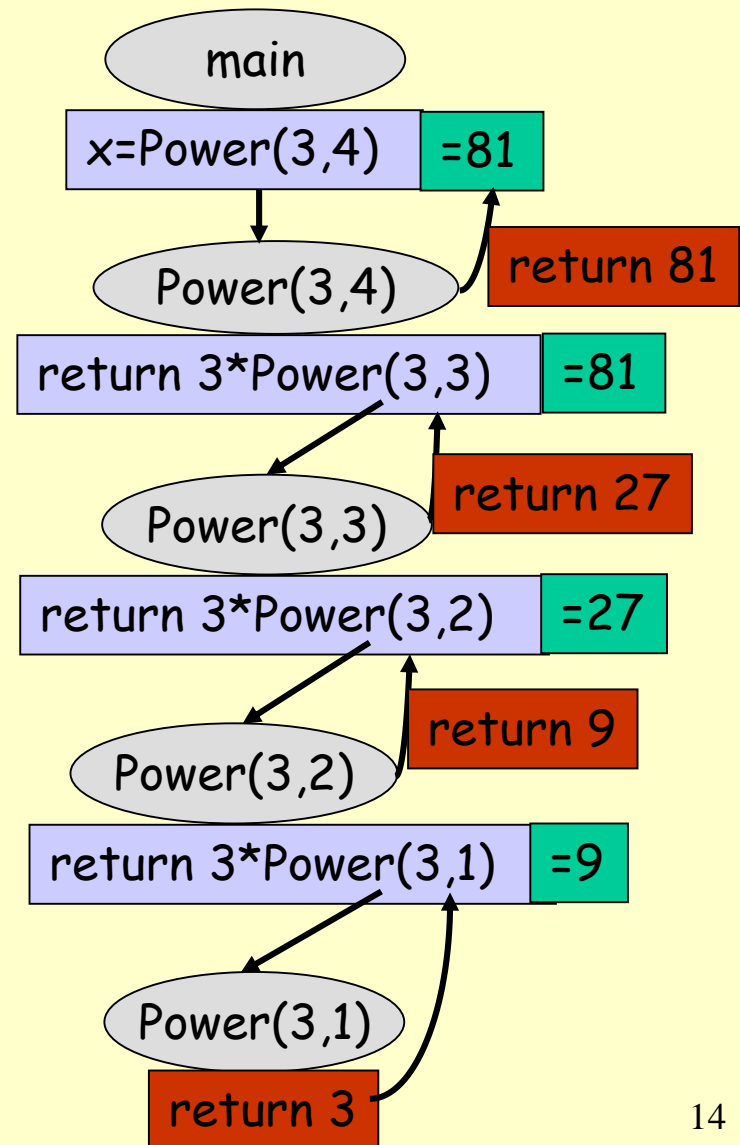 main
x=Power(3,4) =81
Power(3,4)
return 81
return 3*Power(3,3) =81
Power(3,3)
return 27
return 3*Power(3,2) =27
Power(3,2)
return 9
return 3*Power(3,1) =9
Power(3,1)
return 3
14